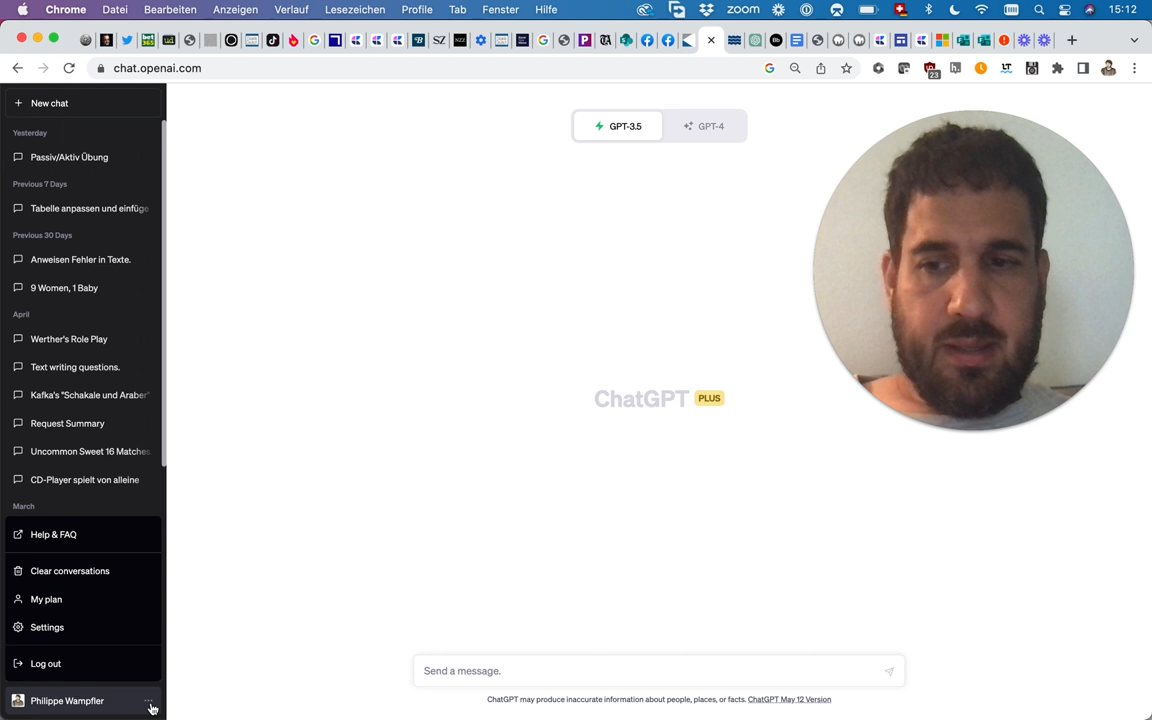 Chrome Datei Bearbeiten Anzeigen Verlauf Lesezeichen Profile Tab Fenster Hilfe zoom 15:12
chat.openai.com
23
New chat
GPT-3.5 GPT-4
Yesterday
Passiv/Aktiv Übung
Previous 7 Days
Tabelle anpassen und einfüge
Previous 30 Days
Anweisen Fehler in Texte.
9 Women, 1 Baby
April
Werther's Role Play
Text writing questions.
Kafka's "Schakale und Araber"
Request Summary
Uncommon Sweet 16 Matches.
CD-Player spielt von alleine
March
ChatGPT PLUS
Help & FAQ
Clear conversations
My plan
Settings
Log out
Philippe Wampfler
Send a message.
ChatGPT may produce inaccurate information about people, places, or facts. ChatGPT May 12 Version